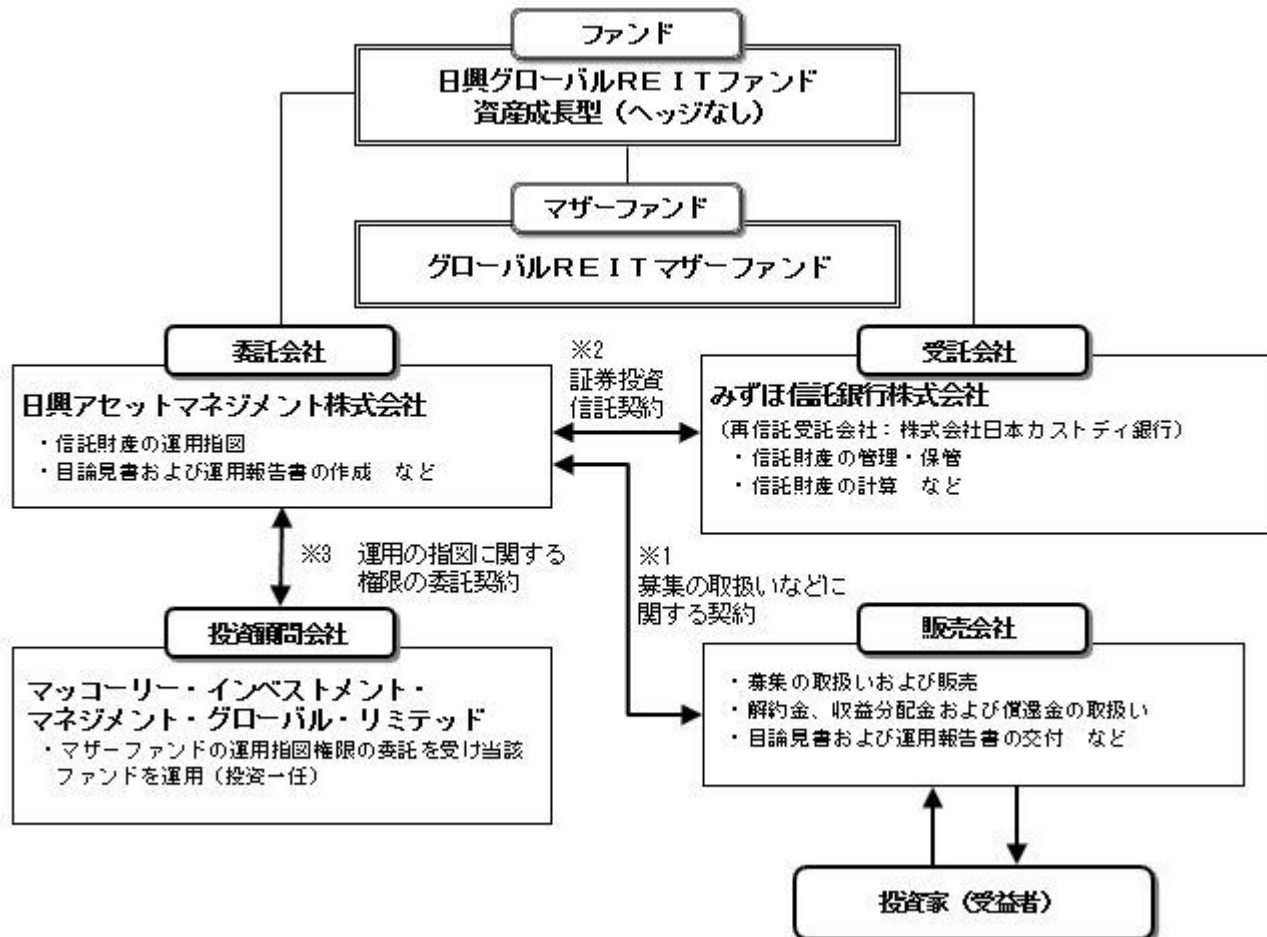 ファンド
日興グローバルREITファンド
資産成長型（ヘッジなし）
マザーファンド
グローバルREITマザーファンド
委託会社
日興アセットマネジメント株式会社
・信託財産の運用指図
・目論見書および運用報告書の作成　など
※2
証券投資
信託契約
受託会社
みずほ信託銀行株式会社
（再信託受託会社：株式会社日本カストディ銀行）
・信託財産の管理・保管
・信託財産の計算　など
※3　運用の指図に関する
権限の委託契約
※1
募集の取扱いなどに
関する契約
投資顧問会社
マッコーリー・インベストメント・
マネジメント・グローバル・リミテッド
・マザーファンドの運用指図権限の委託を受け当該
ファンドを運用（投資一任）
販売会社
・募集の取扱いおよび販売
・解約金、収益分配金および償還金の取扱い
・目論見書および運用報告書の交付　など
投資家（受益者）